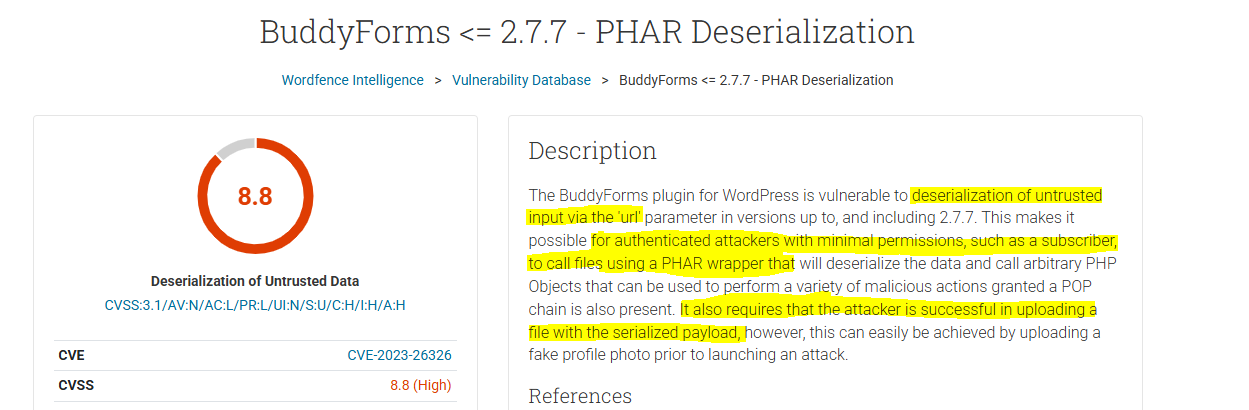 BuddyForms <= 2.7.7 - PHAR Deserialization
Wordfence Intelligence > Vulnerability Database > BuddyForms <= 2.7.7 - PHAR Deserialization
8.8
Deserialization of Untrusted Data
CVSS:3.1/AV:N/AC:L/PR:L/UI:N/S:U/C:H/I:H/A:H
CVE CVE-2023-26326
CVSS 8.8 (High)
Description
The BuddyForms plugin for WordPress is vulnerable to deserialization of untrusted
input via the 'url' parameter in versions up to, and including 2.7.7. This makes it
possible for authenticated attackers with minimal permissions, such as a subscriber,
to call files using a PHAR wrapper that will deserialize the data and call arbitrary PHP
Objects that can be used to perform a variety of malicious actions granted a POP
chain is also present. It also requires that the attacker is successful in uploading a
file with the serialized payload, however, this can easily be achieved by uploading a
fake profile photo prior to launching an attack.
References